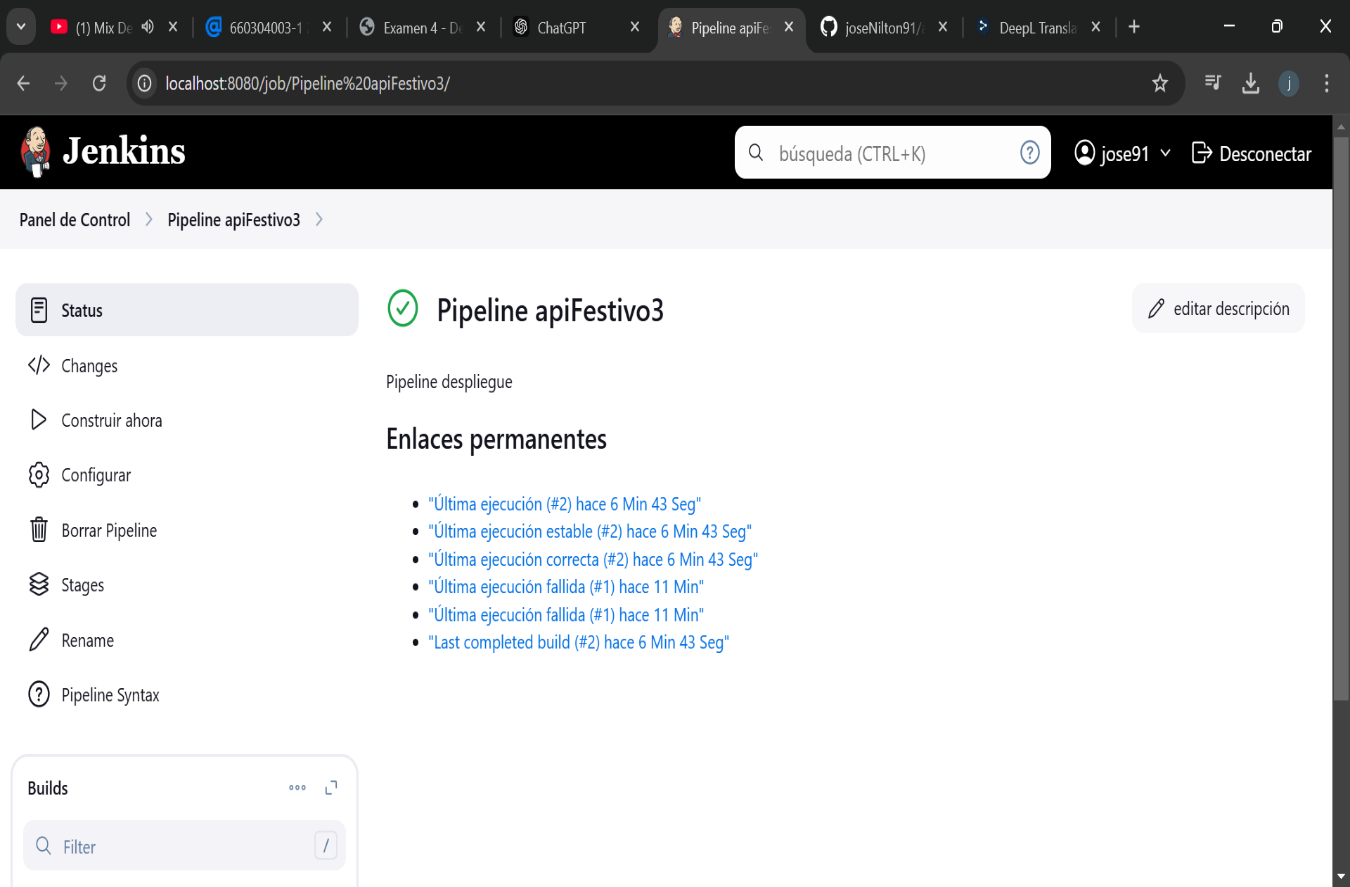 (1) Mix De
660304003-1
Examen 4 - De
ChatGPT
Pipeline apiFe
joseNilton91/
DeepL Transla
localhost:8080/job/Pipeline%20apiFestivo3/
j
Jenkins
búsqueda (CTRL+K)
?
jose91
Desconectar
Panel de Control
Pipeline apiFestivo3
Status
Pipeline apiFestivo3
editar descripción
Changes
Pipeline despliegue
Construir ahora
Enlaces permanentes
Configurar
"Última ejecución (#2) hace 6 Min 43 Seg"
"Última ejecución estable (#2) hace 6 Min 43 Seg"
Borrar Pipeline
"Última ejecución correcta (#2) hace 6 Min 43 Seg"
Stages
"Última ejecución fallida (#1) hace 11 Min"
"Última ejecución fallida (#1) hace 11 Min"
Rename
"Last completed build (#2) hace 6 Min 43 Seg"
Pipeline Syntax
Builds
Filter
/